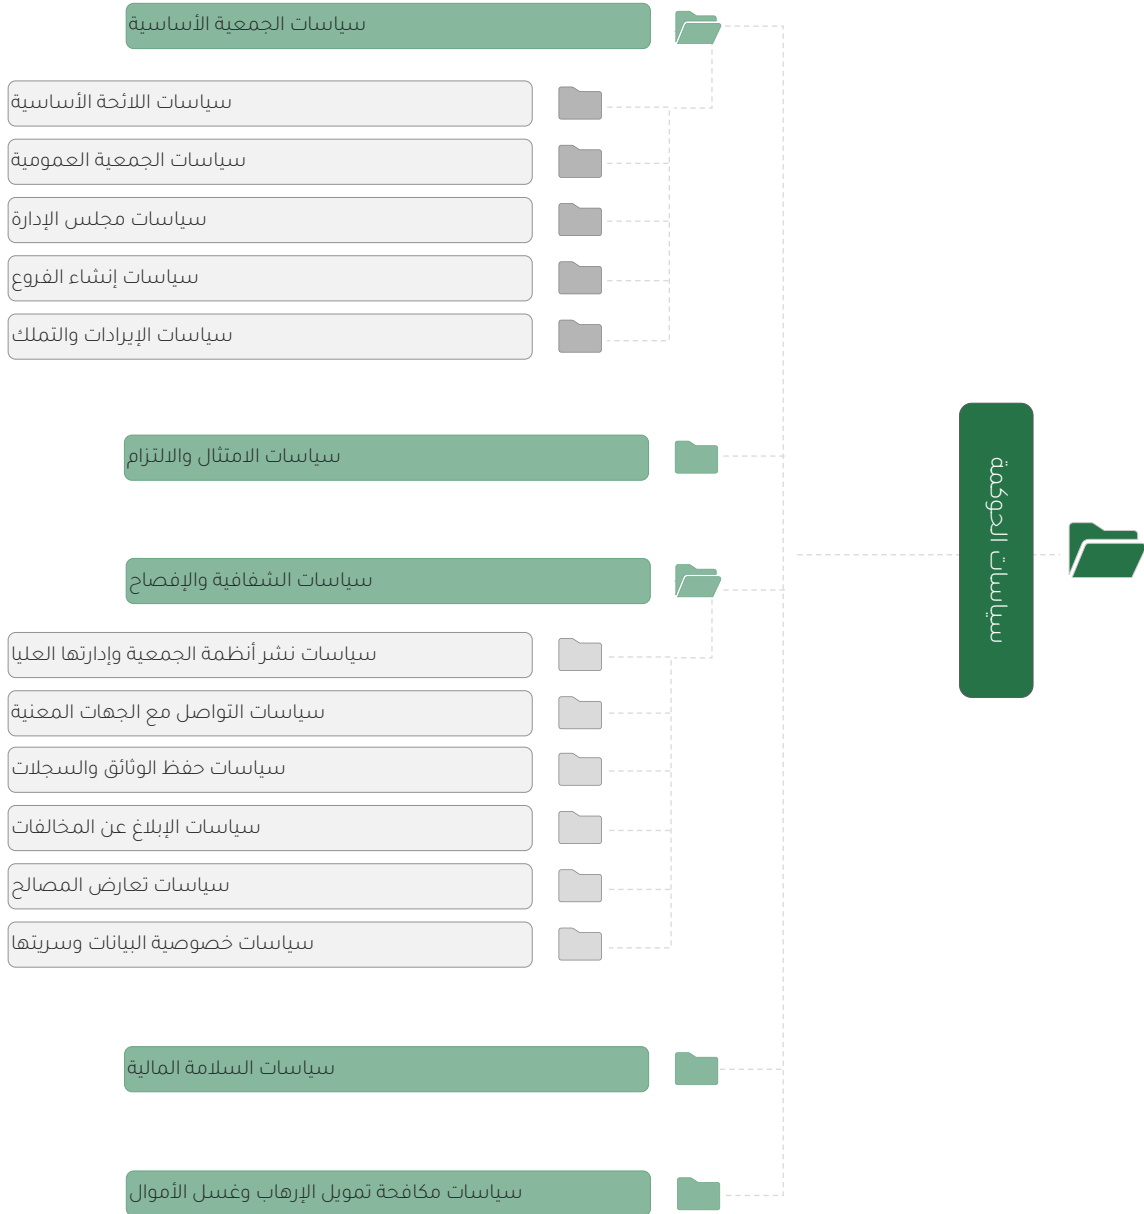 سياسات الحوكمة
سياسات الجمعية الأساسية
سياسات اللائحة الأساسية
سياسات الجمعية العمومية
سياسات مجلس الإدارة
سياسات إنشاء الفروع
سياسات الإيرادات والتملك
سياسات الامتثال والالتزام
سياسات الشفافية والإفصاح
سياسات نشر أنظمة الجمعية وإدارتها العليا
سياسات التواصل مع الجهات المعنية
سياسات حفظ الوثائق والسجلات
سياسات الإبلاغ عن المخالفات
سياسات تعارض المصالح
سياسات خصوصية البيانات وسريتها
سياسات السلامة المالية
سياسات مكافحة تمويل الإرهاب وغسل الأموال